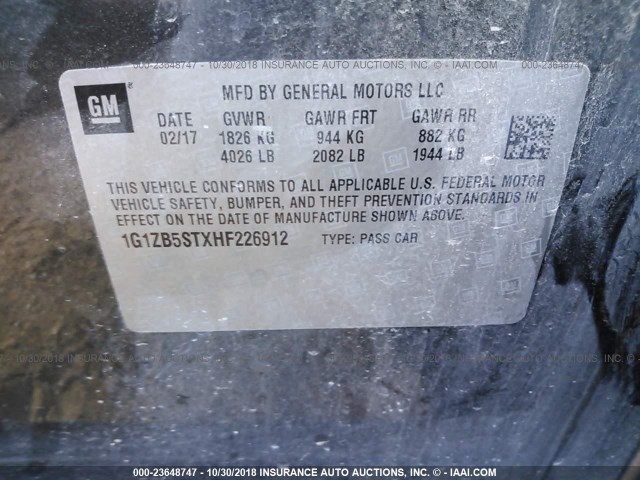 000-23648747 - 10/30/2018 INSURANCE AUTO AUCTIONS, INC. - IAAI.COM
GM ®
MFD BY GENERAL MOTORS LLC
DATE GVWR GAWR FRT GAWR RR
02/17 1826 KG 944 KG 882 KG
4026 LB 2082 LB 1944 LB
THIS VEHICLE CONFORMS TO ALL APPLICABLE U.S. FEDERAL MOTOR
VEHICLE SAFETY, BUMPER, AND THEFT PREVENTION STANDARDS IN
EFFECT ON THE DATE OF MANUFACTURE SHOWN ABOVE.
1G1ZB5STXHF226912 TYPE: PASS CAR
000-23648747 - 10/30/2018 INSURANCE AUTO AUCTIONS, INC. - IAAI.COM